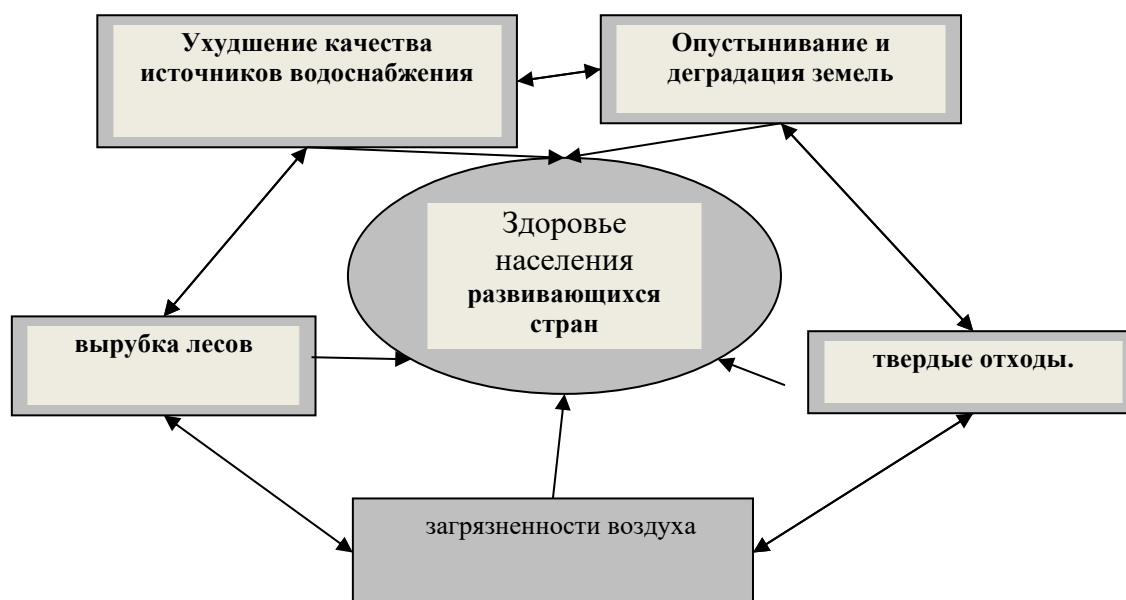 Ухудшение качества
источников водоснабжения
Опустынивание и
деградация земель
Здоровье
населения
развивающихся
стран
вырубка лесов
твердые отходы.
загрязненности воздуха